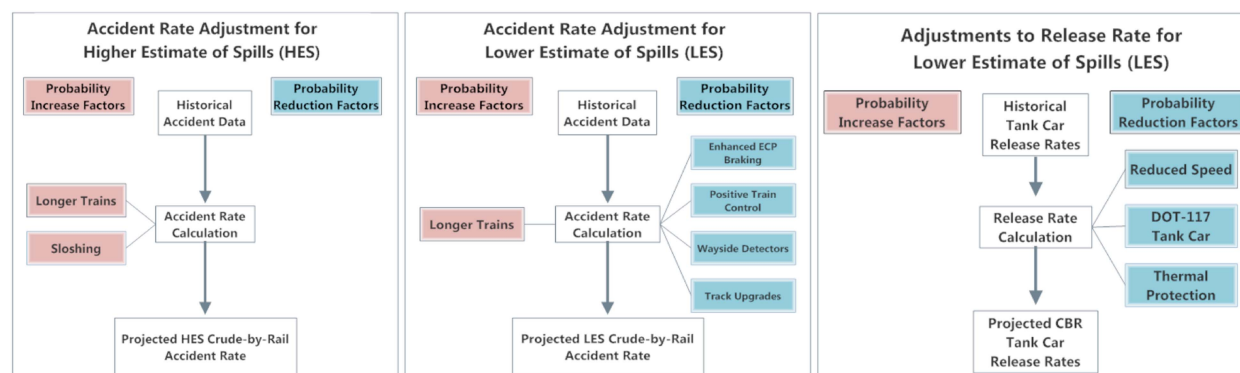 Accident Rate Adjustment for
Higher Estimate of Spills (HES)
Probability
Increase Factors
Historical
Accident Data
Probability
Reduction Factors
Longer Trains
Sloshing
Accident Rate
Calculation
Projected HES Crude-by-Rail
Accident Rate
Accident Rate Adjustment for
Lower Estimate of Spills (LES)
Probability
Increase Factors
Historical
Accident Data
Probability
Reduction Factors
Enhanced ECP
Braking
Positive Train
Control
Longer Trains
Accident Rate
Calculation
Wayside Detectors
Track Upgrades
Projected LES Crude-by-Rail
Accident Rate
Adjustments to Release Rate for
Lower Estimate of Spills (LES)
Probability
Increase Factors
Historical
Tank Car
Release Rates
Probability
Reduction Factors
Reduced Speed
Release Rate
Calculation
DOT-117
Tank Car
Thermal
Protection
Projected CBR
Tank Car
Release Rates